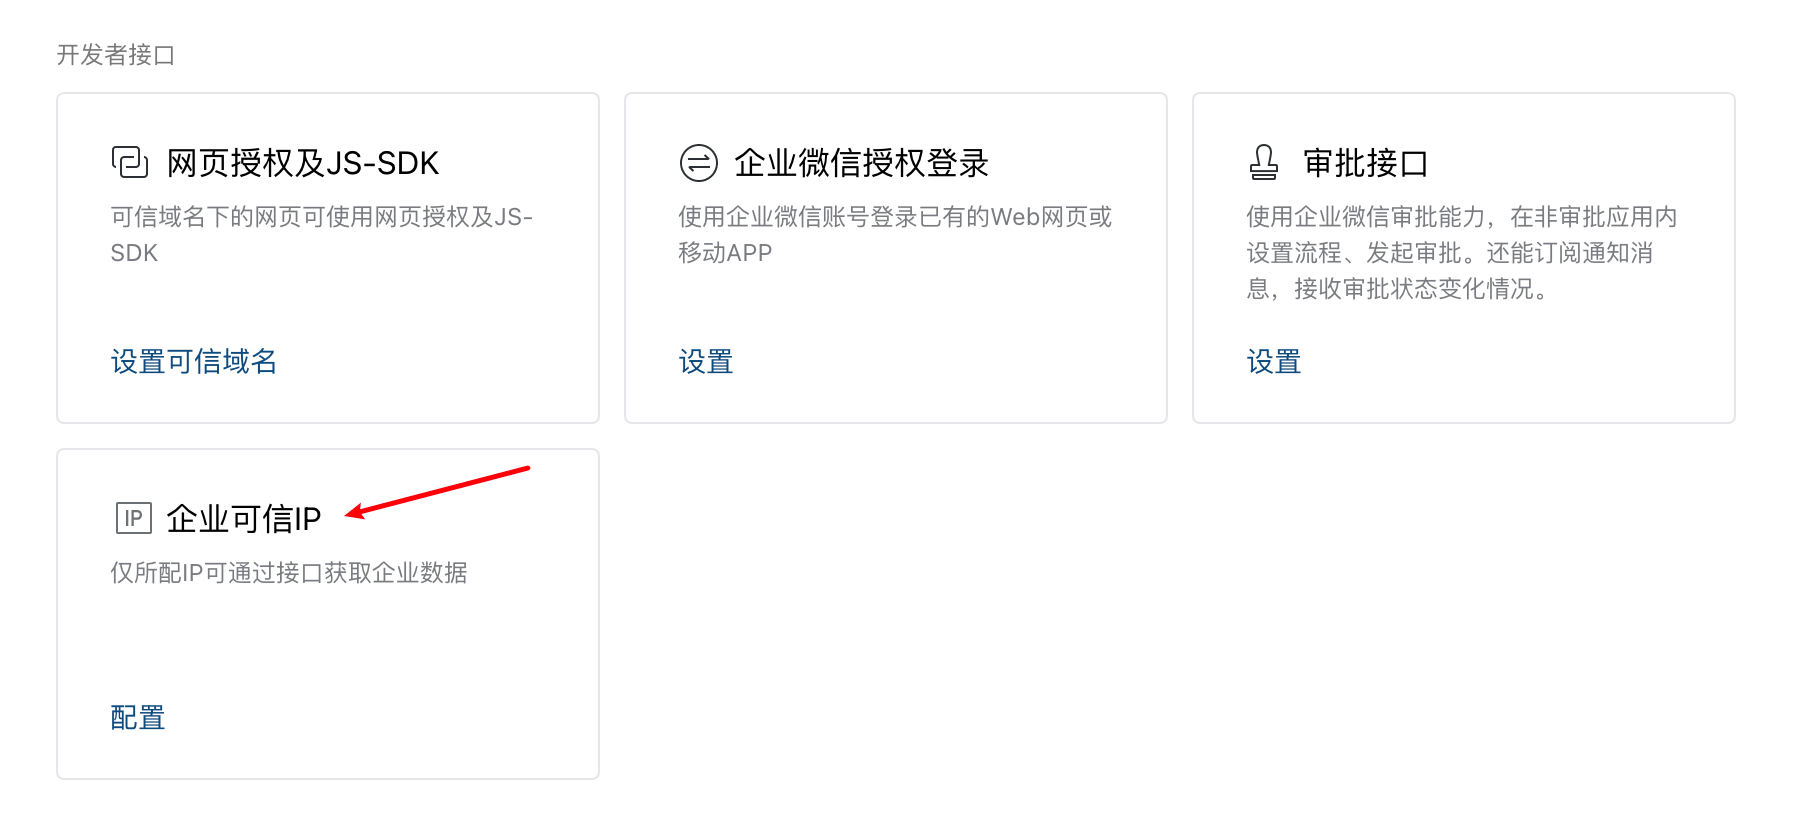 开发者接口
网页授权及JS-SDK
可信域名下的网页可使用网页授权及JS-
SDK
设置可信域名
企业微信授权登录
使用企业微信账号登录已有的Web网页或
移动APP
设置
审批接口
使用企业微信审批能力，在非审批应用内
设置流程、发起审批。还能订阅通知消
息，接收审批状态变化情况。
设置
IP 企业可信IP
仅所配IP可通过接口获取企业数据
配置